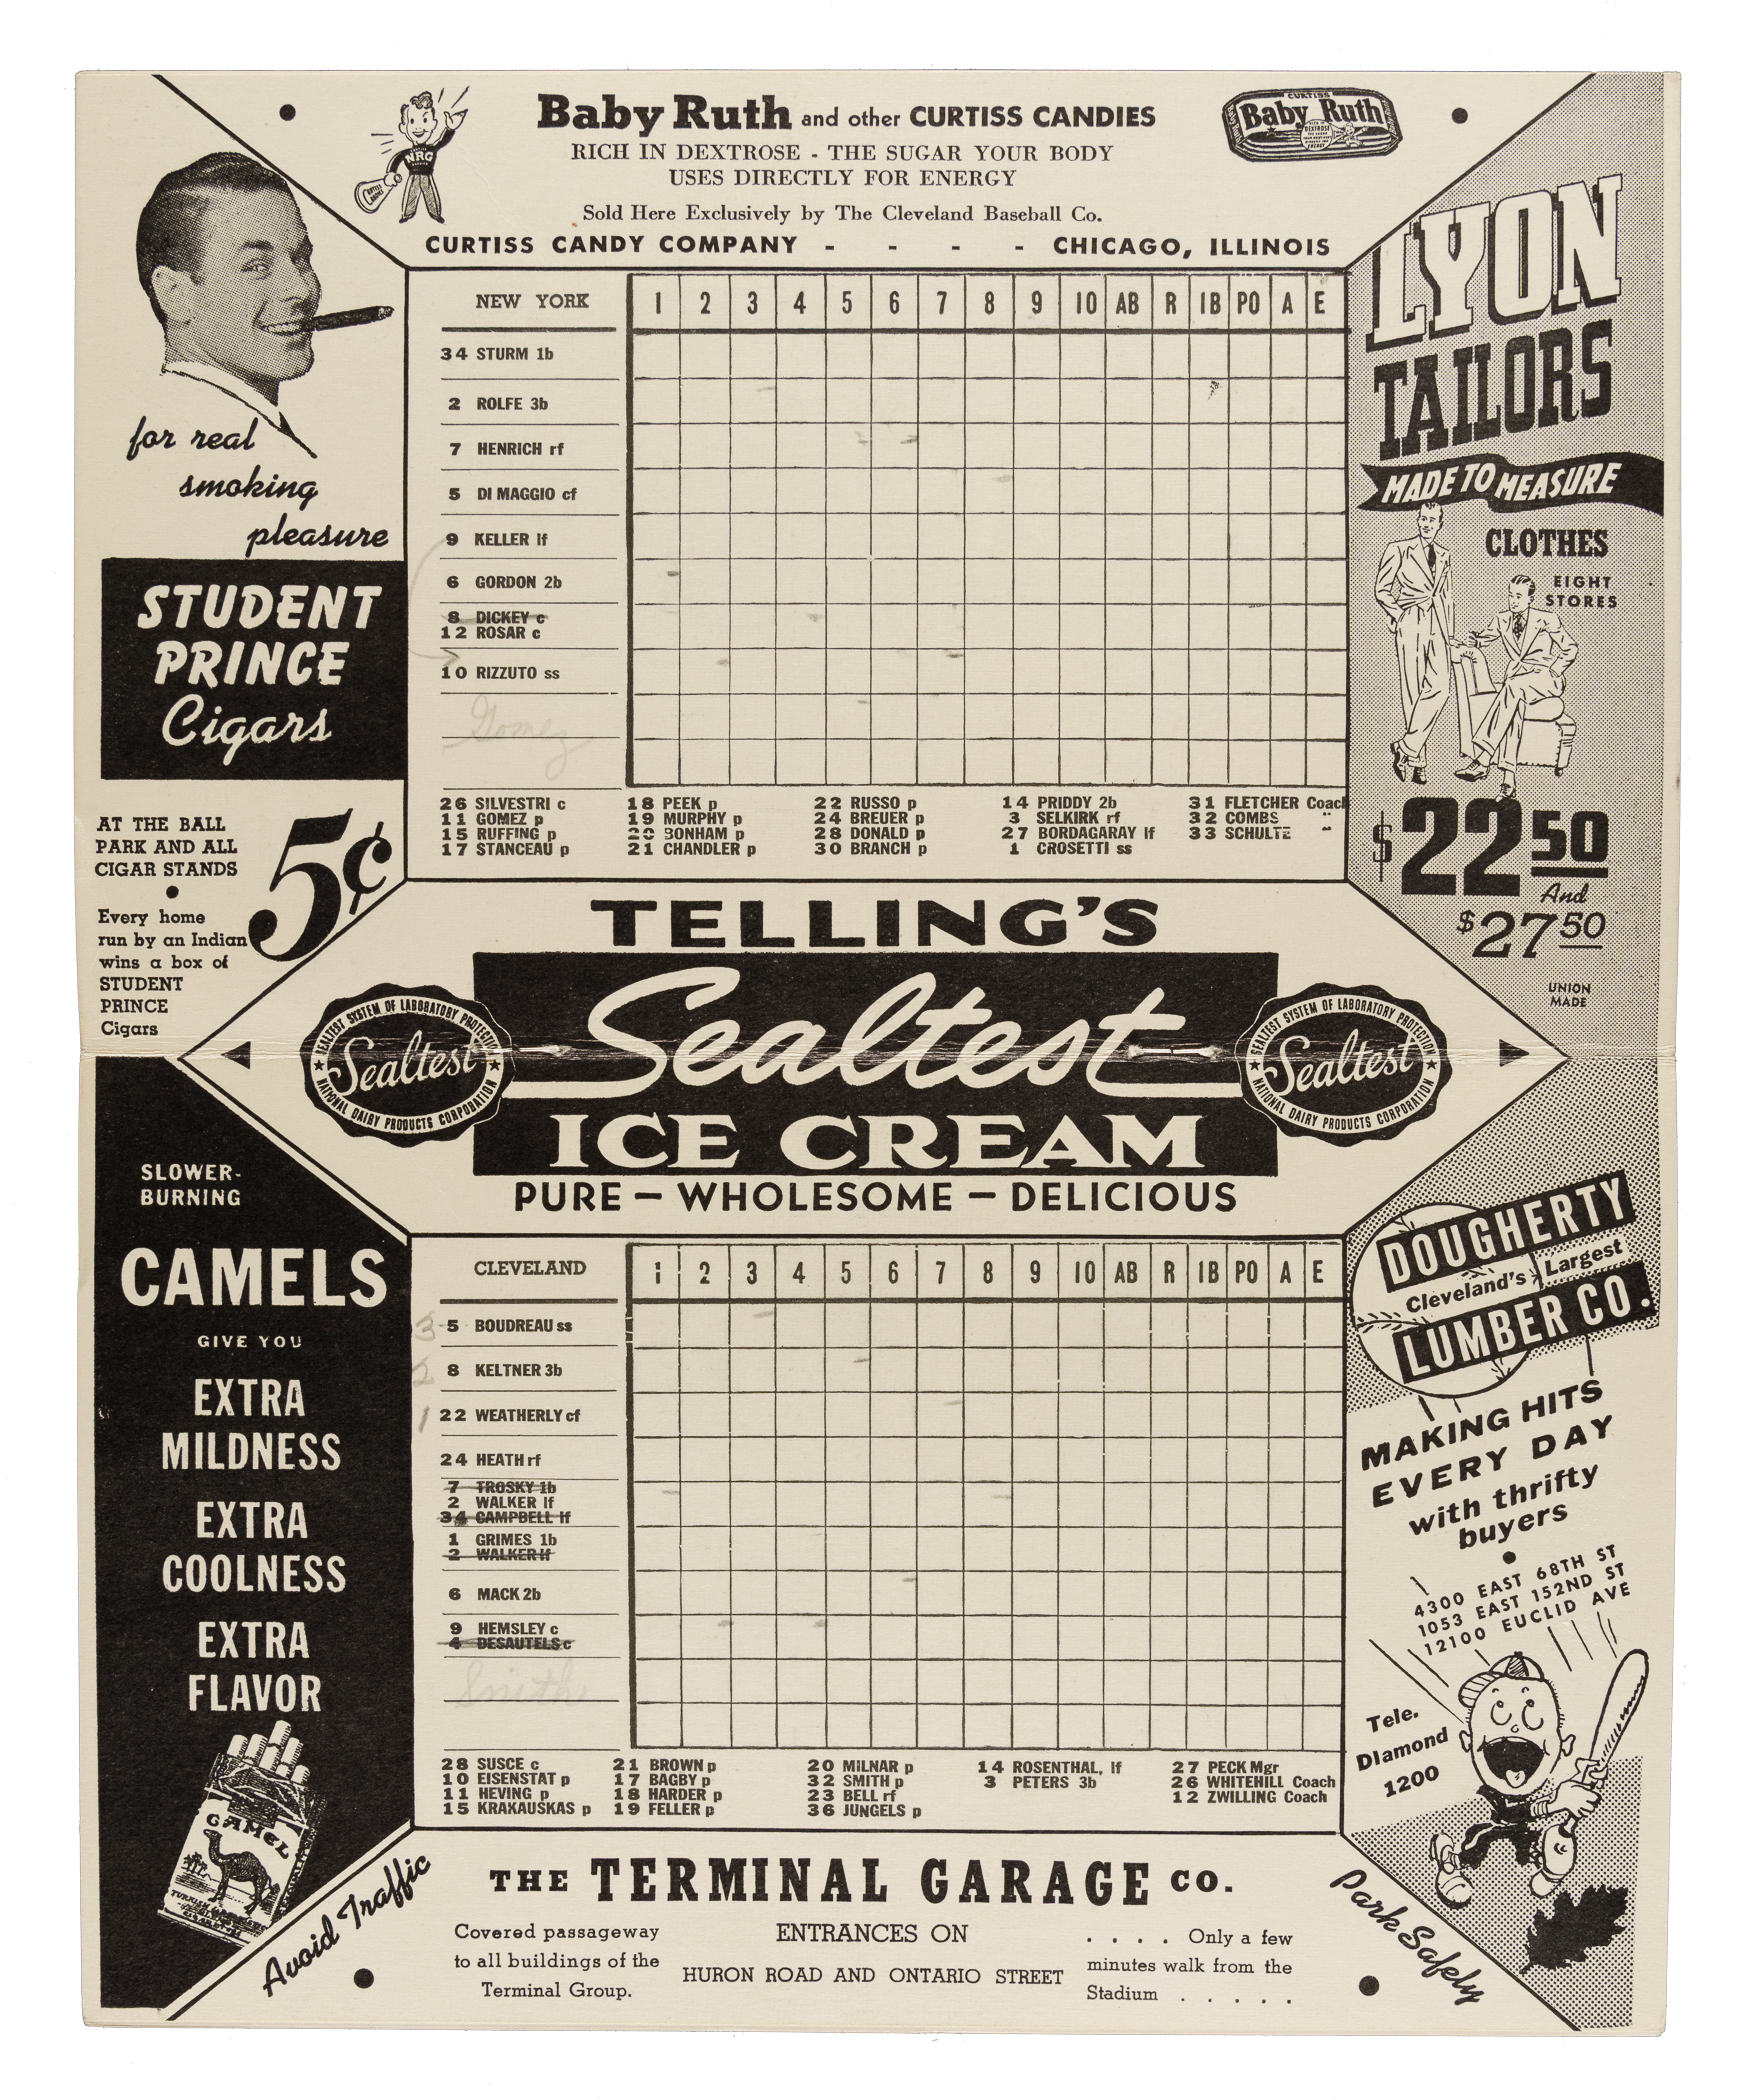 Baby Ruth and other CURTISS CANDIES
RICH IN DEXTROSE - THE SUGAR YOUR BODY
USES DIRECTLY FOR ENERGY
Sold Here Exclusively by The Cleveland Baseball Co.
CURTISS CANDY COMPANY - - - - CHICAGO, ILLINOIS
NRG
CURTISS
Baby Ruth
for real
smoking
pleasure
STUDENT
PRINCE
Cigars
5¢
AT THE BALL
PARK AND ALL
CIGAR STANDS
Every home
run by an Indian
wins a box of
STUDENT
PRINCE
Cigars
LYON
TAILORS
MADE TO MEASURE
CLOTHES
EIGHT
STORES
$22 50
And
$27 50
UNION
MADE
NEW YORK 1 2 3 4 5 6 7 8 9 10 AB R 1B PO A E
34 STURM 1b
2 ROLFE 3b
7 HENRICH rf
5 DI MAGGIO cf
9 KELLER lf
6 GORDON 2b
8 DICKEY c
12 ROSAR c
10 RIZZUTO ss
Gomez
26 SILVESTRI c 18 PEEK p 22 RUSSO p 14 PRIDDY 2b 31 FLETCHER Coach
11 GOMEZ p 19 MURPHY p 24 BREUER p 3 SELKIRK rf 32 COMBS "
15 RUFFING p 20 BONHAM p 28 DONALD p 27 BORDAGARAY lf 33 SCHULTE "
17 STANCEAU p 21 CHANDLER p 30 BRANCH p 1 CROSETTI ss
TELLING'S
Sealtest
ICE CREAM
PURE — WHOLESOME — DELICIOUS
SEALTEST SYSTEM OF LABORATORY PROTECTION
Sealtest
NATIONAL DAIRY PRODUCTS CORPORATION
SEALTEST SYSTEM OF LABORATORY PROTECTION
Sealtest
NATIONAL DAIRY PRODUCTS CORPORATION
SLOWER-
BURNING
CAMELS
GIVE YOU
EXTRA
MILDNESS
EXTRA
COOLNESS
EXTRA
FLAVOR
CAMEL
CLEVELAND 1 2 3 4 5 6 7 8 9 10 AB R 1B PO A E
3 5 BOUDREAU ss
2 8 KELTNER 3b
1 22 WEATHERLY cf
24 HEATH rf
7 TROSKY 1b
2 WALKER lf
34 CAMPBELL lf
1 GRIMES 1b
2 WALKER lf
6 MACK 2b
9 HEMSLEY c
4 DESAUTELS c
Smith
28 SUSCE c 21 BROWN p 20 MILNAR p 14 ROSENTHAL, lf 27 PECK Mgr
10 EISENSTAT p 17 BAGBY p 32 SMITH p 3 PETERS 3b 26 WHITEHILL Coach
11 HEVING p 18 HARDER p 23 BELL rf 12 ZWILLING Coach
15 KRAKAUSKAS p 19 FELLER p 36 JUNGELS p
DOUGHERTY
Cleveland's Largest
LUMBER CO.
MAKING HITS
EVERY DAY
with thrifty
buyers
4300 EAST 68TH ST
1053 EAST 152ND ST
12100 EUCLID AVE
Tele.
DIamond
1200
Avoid Traffic
THE TERMINAL GARAGE CO.
Covered passageway
to all buildings of the
Terminal Group.
ENTRANCES ON
HURON ROAD AND ONTARIO STREET
. . . . Only a few
minutes walk from the
Stadium . . . . .
Park Safely